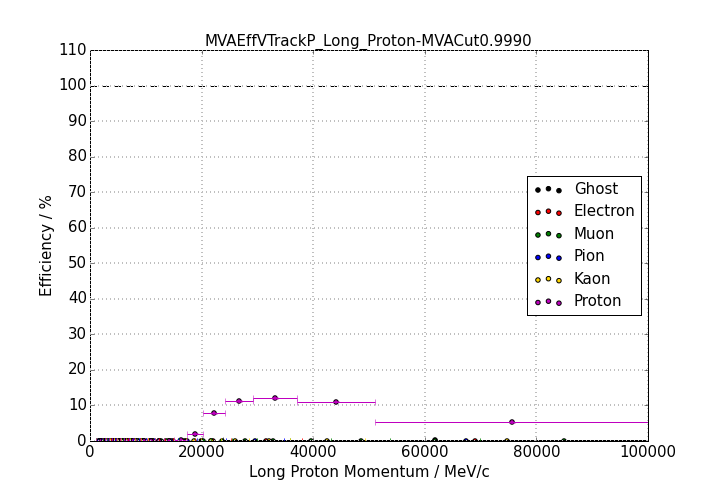 MVAEffVTrackP_Long_Proton-MVACut0.9990
110
100
90
80
70
60
50
40
30
20
10
0
Efficiency / %
Ghost
Electron
Muon
Pion
Kaon
Proton
0 20000 40000 60000 80000 100000
Long Proton Momentum / MeV/c